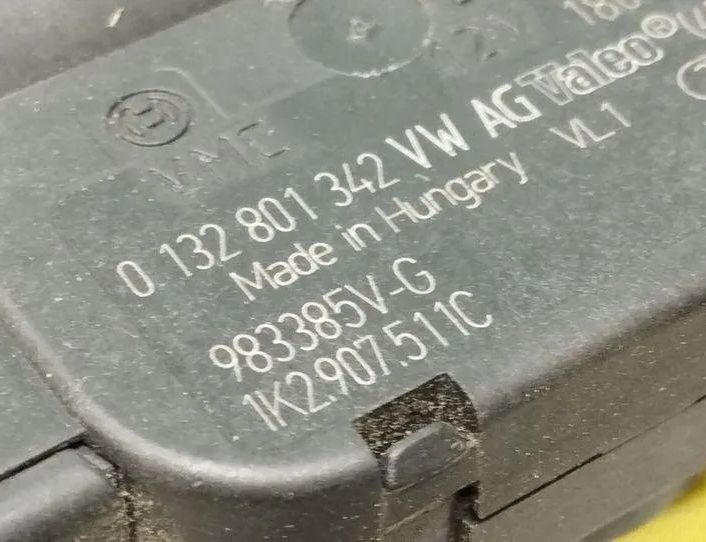 0 132 801 342 VW AG Valeo®
Made in Hungary VL1
983385V-G
1K2.907.511C